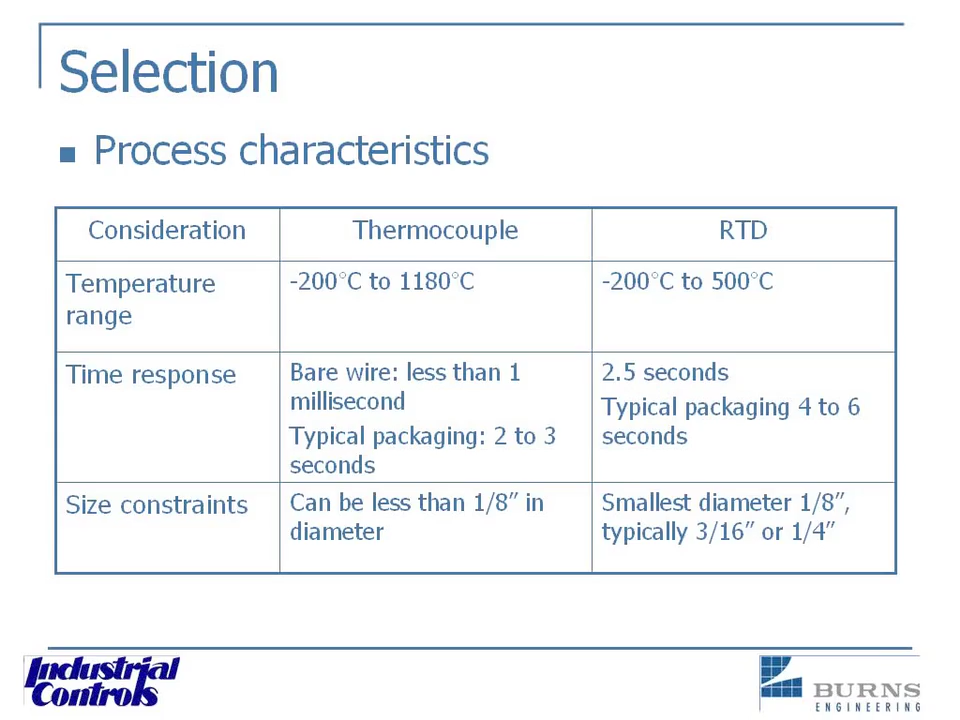 Selection
Process characteristics
Consideration
Thermocouple
RTD
Temperature
range
-200°C to 1180°C
-200°C to 500°C
Time response
Bare wire: less than 1
millisecond
Typical packaging: 2 to 3
seconds
2.5 seconds
Typical packaging 4 to 6
seconds
Size constraints
Can be less than 1/8” in
diameter
Smallest diameter 1/8”,
typically 3/16” or 1/4”
Industrial
Controls
BURNS
ENGINEERING